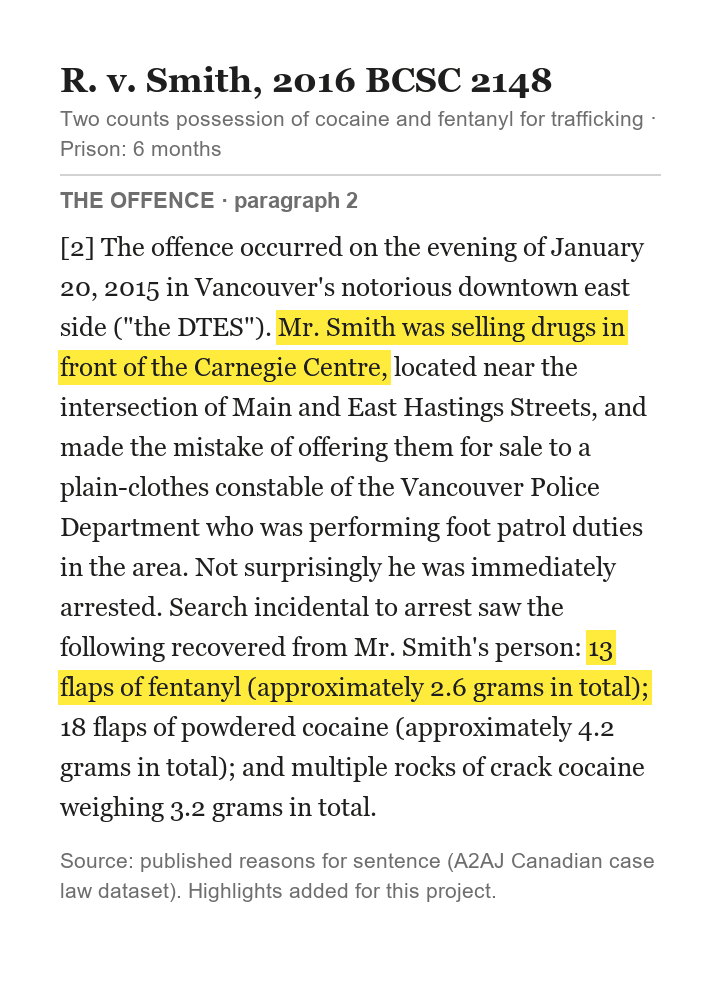 R. v. Smith, 2016 BCSC 2148
Two counts possession of cocaine and fentanyl for trafficking ·
Prison: 6 months
THE OFFENCE · paragraph 2
[2] The offence occurred on the evening of January
20, 2015 in Vancouver's notorious downtown east
side ("the DTES"). Mr. Smith was selling drugs in
front of the Carnegie Centre, located near the
intersection of Main and East Hastings Streets, and
made the mistake of offering them for sale to a
plain-clothes constable of the Vancouver Police
Department who was performing foot patrol duties
in the area. Not surprisingly he was immediately
arrested. Search incidental to arrest saw the
following recovered from Mr. Smith's person: 13
flaps of fentanyl (approximately 2.6 grams in total);
18 flaps of powdered cocaine (approximately 4.2
grams in total); and multiple rocks of crack cocaine
weighing 3.2 grams in total.
Source: published reasons for sentence (A2AJ Canadian case
law dataset). Highlights added for this project.